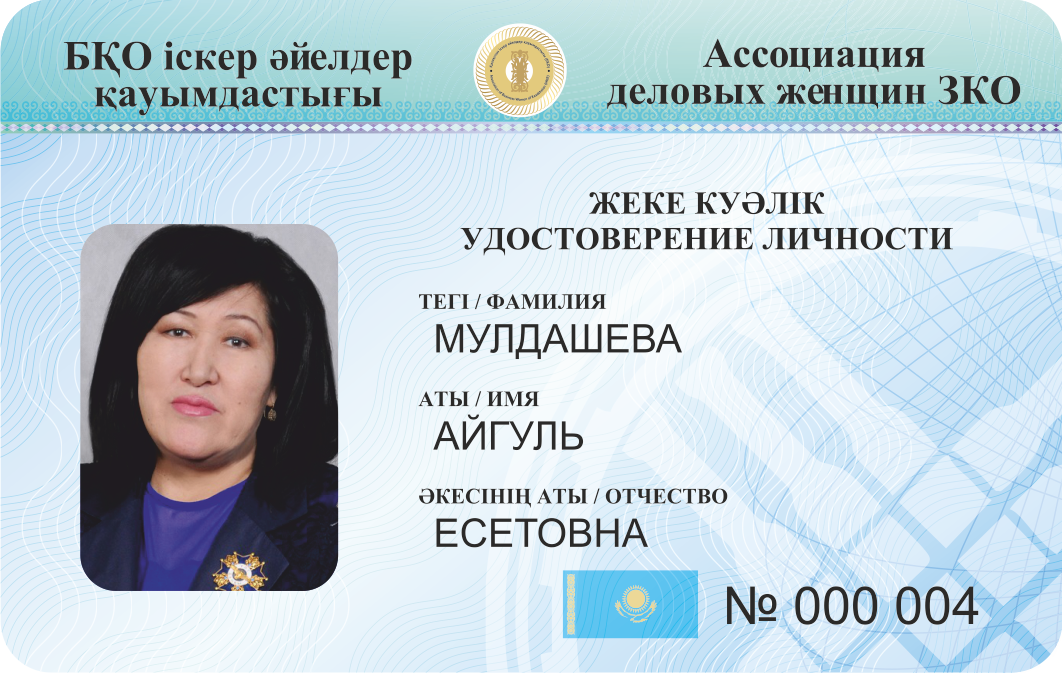 БҚО іскер әйелдер
қауымдастығы
Ассоциация
деловых женщин ЗКО
ЖЕКЕ КУӘЛІК
УДОСТОВЕРЕНИЕ ЛИЧНОСТИ
ТЕГІ / ФАМИЛИЯ
МУЛДАШЕВА
АТЫ / ИМЯ
АЙГУЛЬ
ӘКЕСІНІҢ АТЫ / ОТЧЕСТВО
ЕСЕТОВНА
№ 000 004